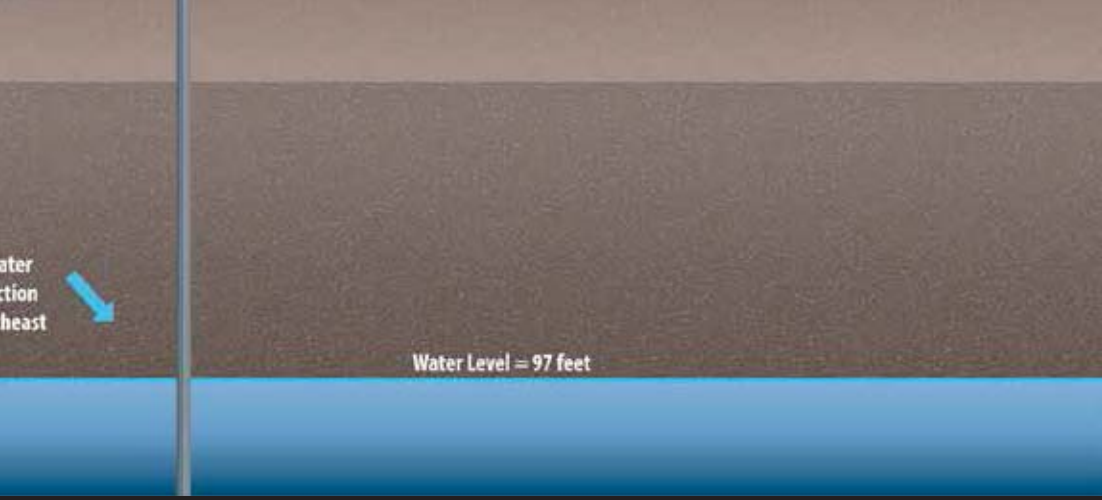 ater
ction
heast
Water Level = 97 feet